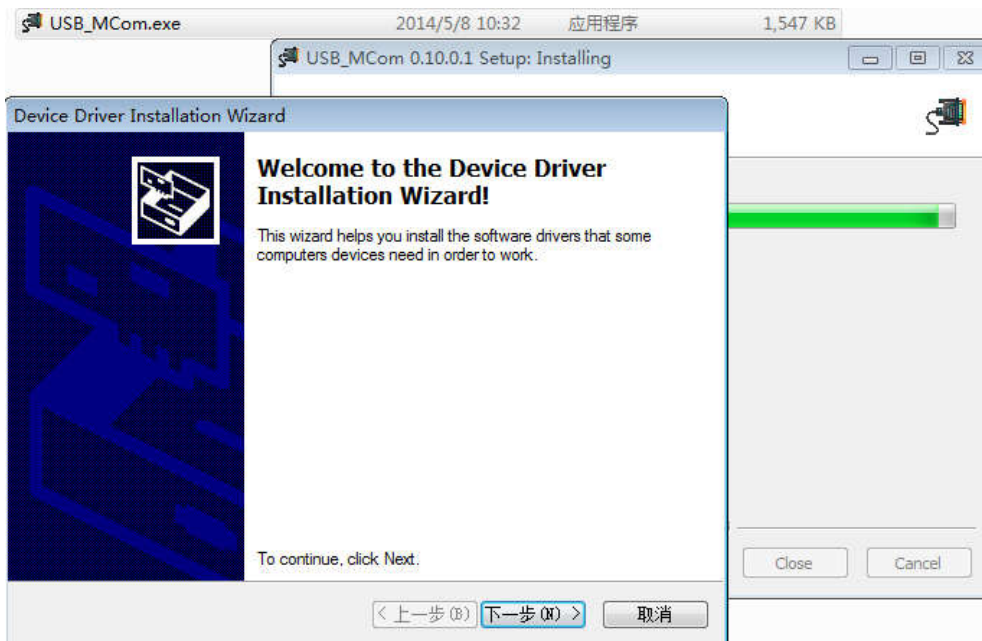 USB_MCom.exe 2014/5/8 10:32 应用程序 1,547 KB
USB_MCom 0.10.0.1 Setup: Installing
Device Driver Installation Wizard
Welcome to the Device Driver
Installation Wizard!
This wizard helps you install the software drivers that some
computers devices need in order to work.
To continue, click Next.
Close Cancel
< 上一步(B) 下一步(N) > 取消